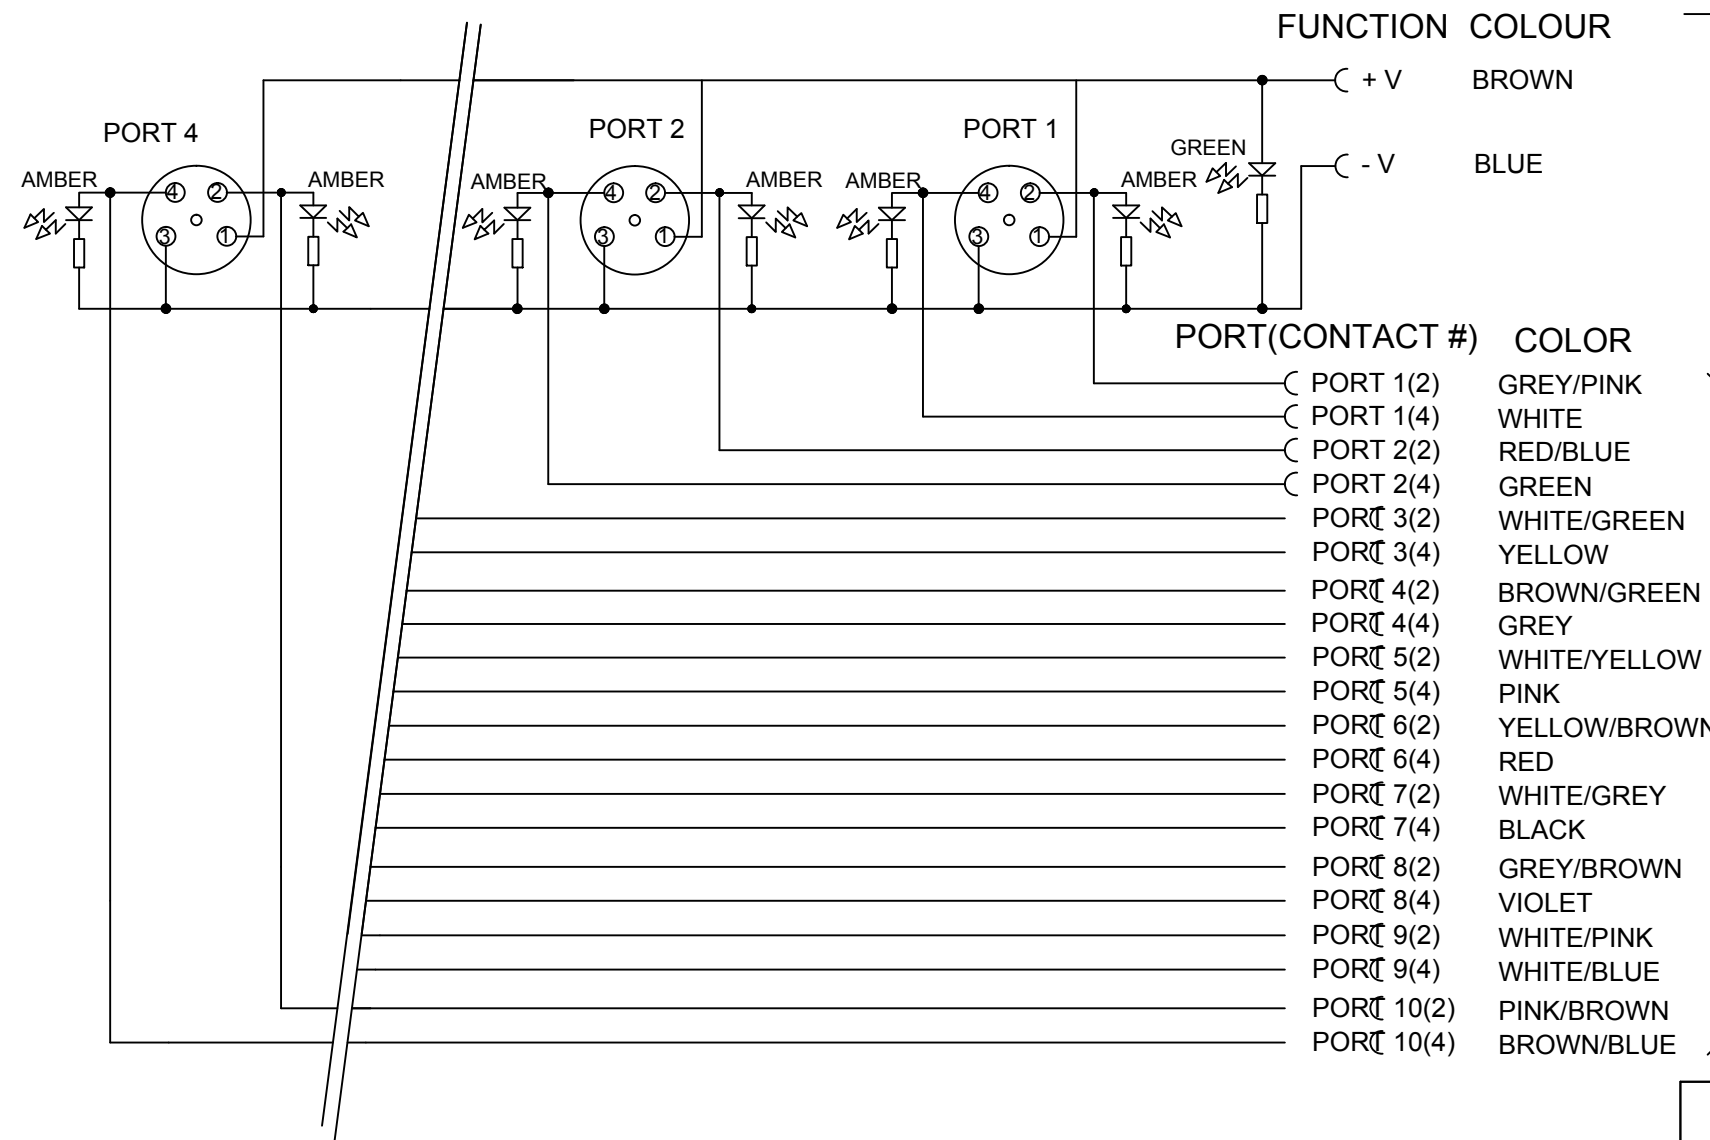 FUNCTION COLOUR
+ V BROWN
PORT 4 PORT 2 PORT 1
GREEN
- V BLUE
AMBER AMBER AMBER AMBER AMBER AMBER
4 2 4 2 4 2
3 1 3 1 3 1
PORT(CONTACT #) COLOR
PORT 1(2) GREY/PINK
PORT 1(4) WHITE
PORT 2(2) RED/BLUE
PORT 2(4) GREEN
PORT 3(2) WHITE/GREEN
PORT 3(4) YELLOW
PORT 4(2) BROWN/GREEN
PORT 4(4) GREY
PORT 5(2) WHITE/YELLOW
PORT 5(4) PINK
PORT 6(2) YELLOW/BROWN
PORT 6(4) RED
PORT 7(2) WHITE/GREY
PORT 7(4) BLACK
PORT 8(2) GREY/BROWN
PORT 8(4) VIOLET
PORT 9(2) WHITE/PINK
PORT 9(4) WHITE/BLUE
PORT 10(2) PINK/BROWN
PORT 10(4) BROWN/BLUE